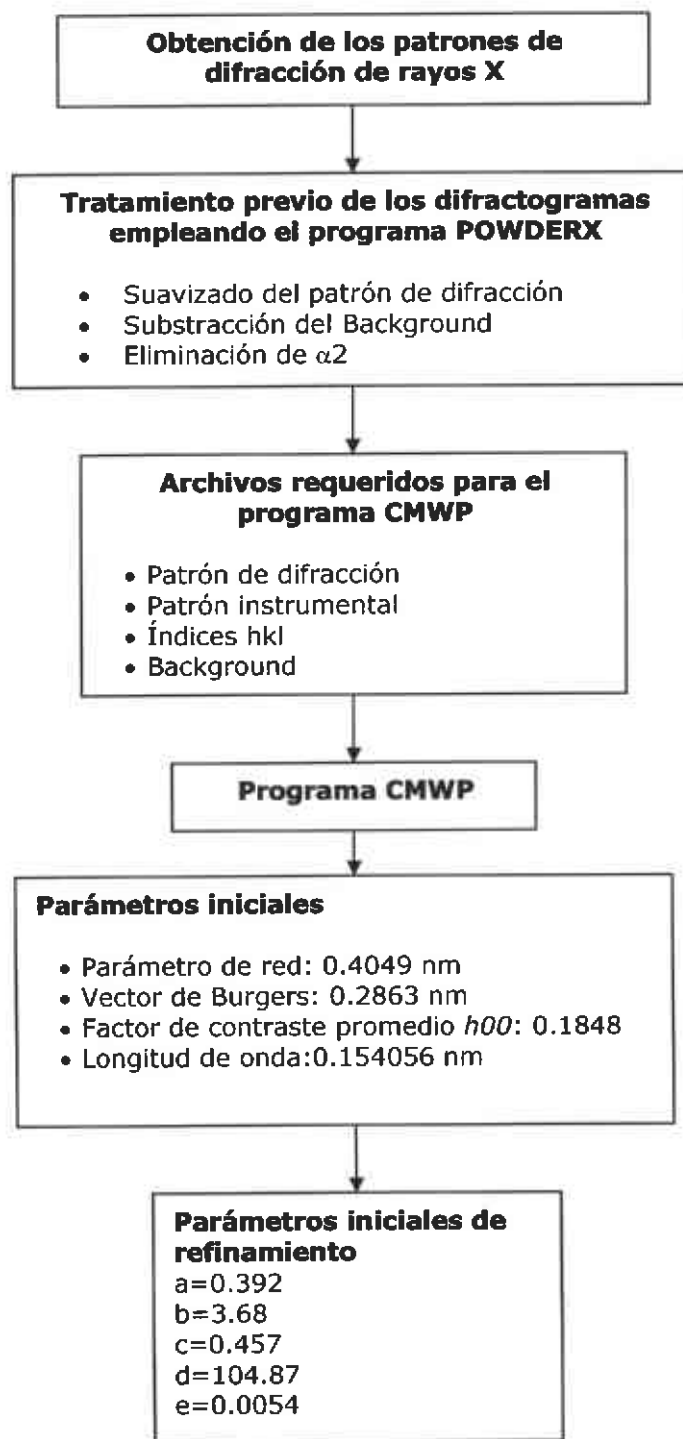 Obtención de los patrones de
difracción de rayos X
Tratamiento previo de los difractogramas
empleando el programa POWDERX
• Suavizado del patrón de difracción
• Substracción del Background
• Eliminación de α2
Archivos requeridos para el
programa CMWP
• Patrón de difracción
• Patrón instrumental
• Índices hkl
• Background
Programa CMWP
Parámetros iniciales
• Parámetro de red: 0.4049 nm
• Vector de Burgers: 0.2863 nm
• Factor de contraste promedio h00: 0.1848
• Longitud de onda:0.154056 nm
Parámetros iniciales de
refinamiento
a=0.392
b=3.68
c=0.457
d=104.87
e=0.0054